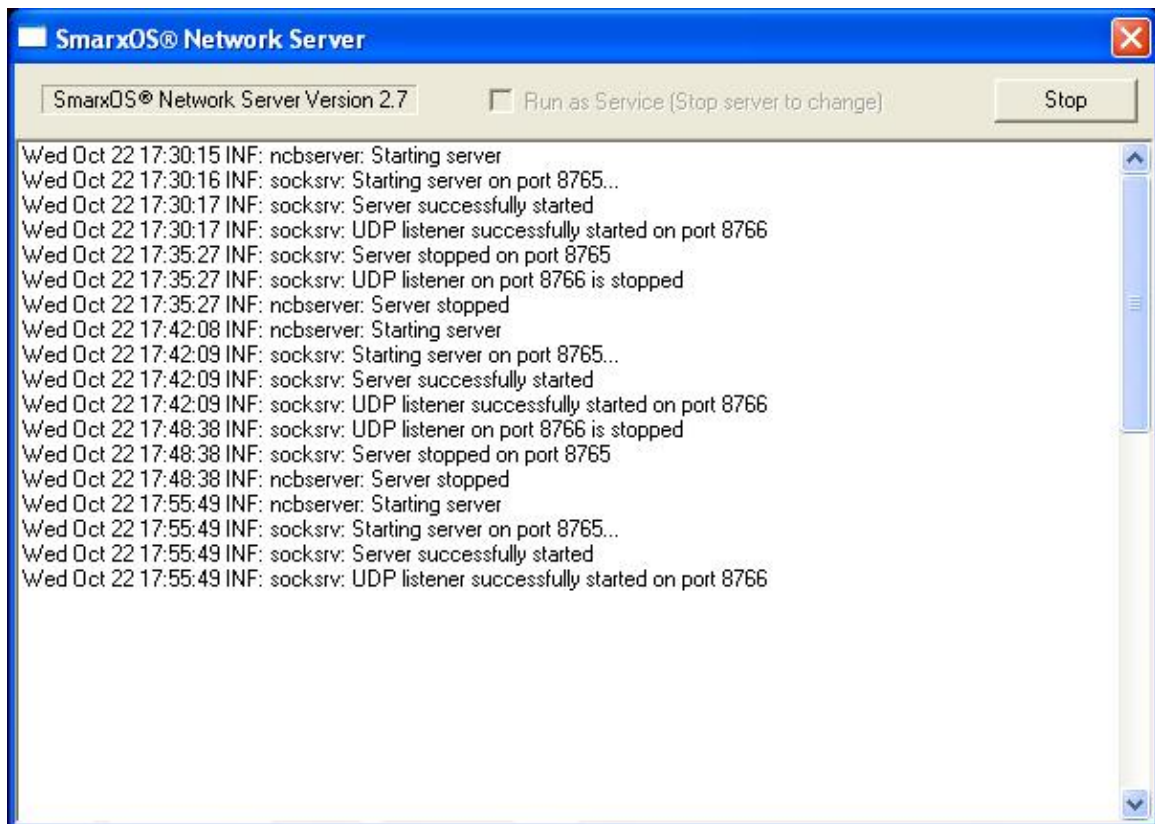 SmarxOS® Network Server
SmarxOS® Network Server Version 2.7
Run as Service (Stop server to change)
Stop
Wed Oct 22 17:30:15 INF: ncbserver: Starting server
Wed Oct 22 17:30:16 INF: socksrv: Starting server on port 8765...
Wed Oct 22 17:30:17 INF: socksrv: Server successfully started
Wed Oct 22 17:30:17 INF: socksrv: UDP listener successfully started on port 8766
Wed Oct 22 17:35:27 INF: socksrv: Server stopped on port 8765
Wed Oct 22 17:35:27 INF: socksrv: UDP listener on port 8766 is stopped
Wed Oct 22 17:35:27 INF: ncbserver: Server stopped
Wed Oct 22 17:42:08 INF: ncbserver: Starting server
Wed Oct 22 17:42:09 INF: socksrv: Starting server on port 8765...
Wed Oct 22 17:42:09 INF: socksrv: Server successfully started
Wed Oct 22 17:42:09 INF: socksrv: UDP listener successfully started on port 8766
Wed Oct 22 17:48:38 INF: socksrv: UDP listener on port 8766 is stopped
Wed Oct 22 17:48:38 INF: socksrv: Server stopped on port 8765
Wed Oct 22 17:48:38 INF: ncbserver: Server stopped
Wed Oct 22 17:55:49 INF: ncbserver: Starting server
Wed Oct 22 17:55:49 INF: socksrv: Starting server on port 8765...
Wed Oct 22 17:55:49 INF: socksrv: Server successfully started
Wed Oct 22 17:55:49 INF: socksrv: UDP listener successfully started on port 8766